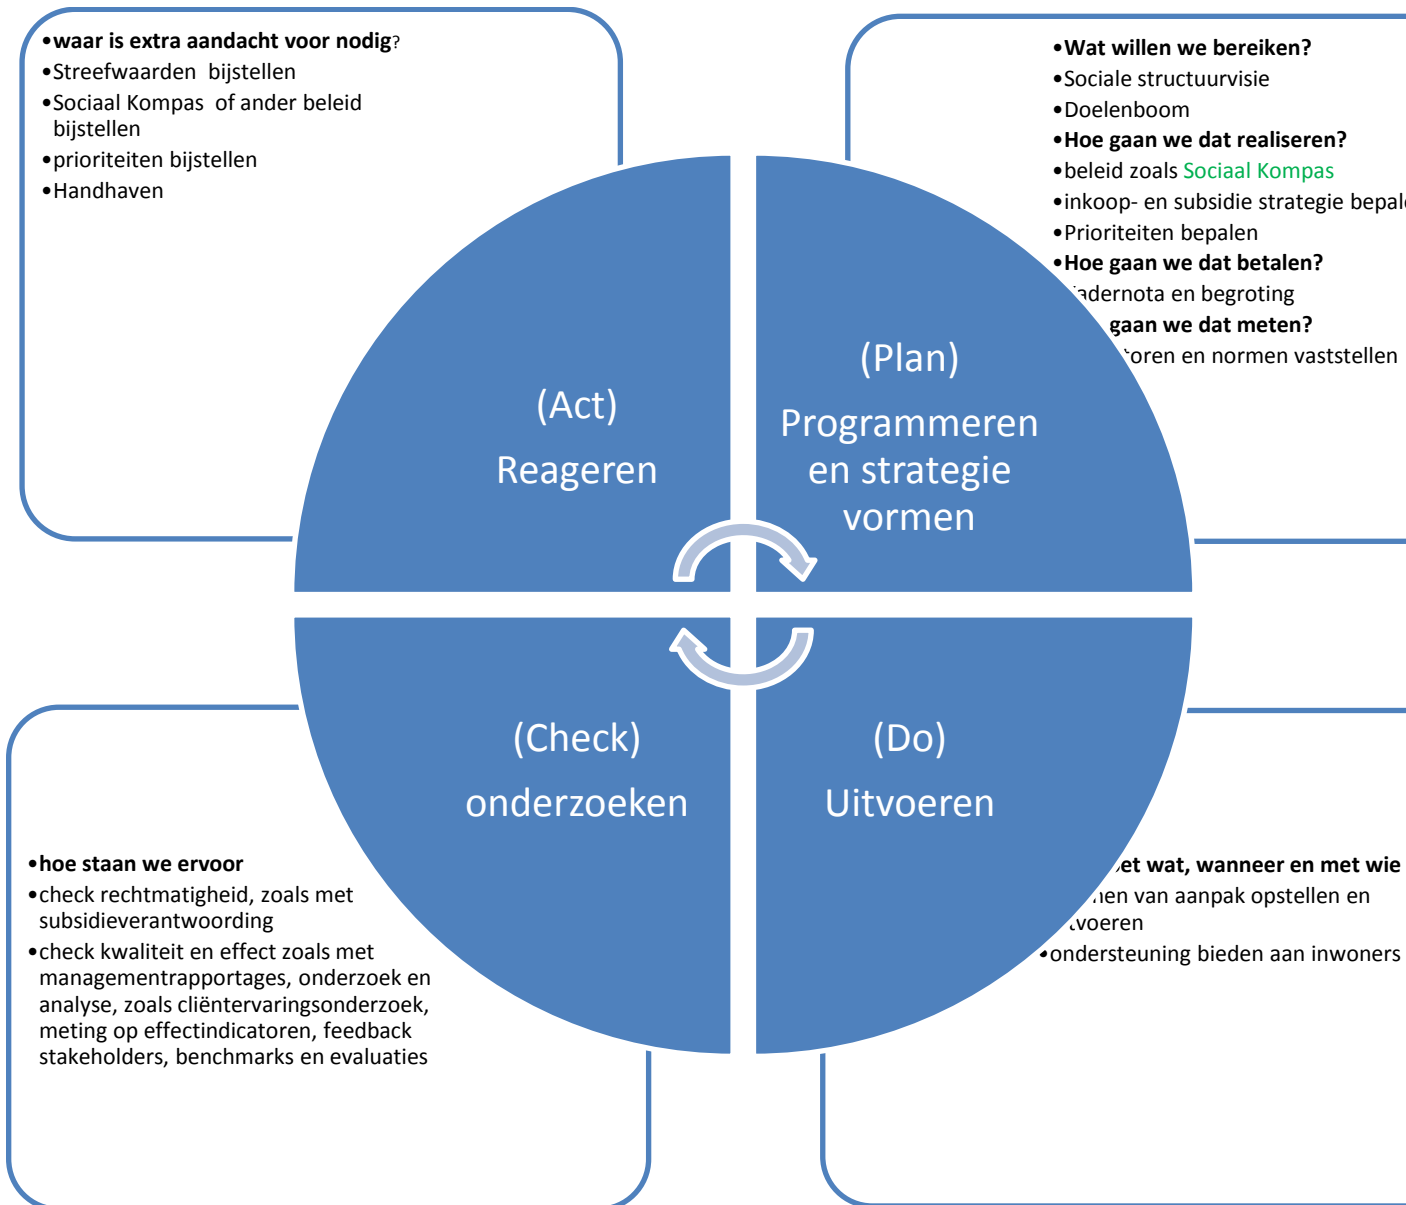 •waar is extra aandacht voor nodig?
•Streefwaarden bijstellen
•Sociaal Kompas of ander beleid
bijstellen
•prioriteiten bijstellen
•Handhaven
•Wat willen we bereiken?
•Sociale structuurvisie
•Doelenboom
•Hoe gaan we dat realiseren?
•beleid zoals Sociaal Kompas
•inkoop- en subsidie strategie
•Prioriteiten bepalen
•Hoe gaan we dat betalen?
en begroting
gaan we dat meten?
en normen vaststellen
(Act)
Reageren
(Plan)
Programmeren
en strategie
vormen
(Check)
onderzoeken
(Do)
Uitvoeren
•hoe staan we ervoor
•check rechtmatigheid, zoals met
subsidieverantwoording
•check kwaliteit en effect zoals met
managementrapportages, onderzoek en
analyse, zoals cliëntervaringsonderzoek,
meting op effectindicatoren, feedback
stakeholders, benchmarks en evaluaties
wat, wanneer en met wie
van aanpak opstellen en
•ondersteuning bieden aan inwoners